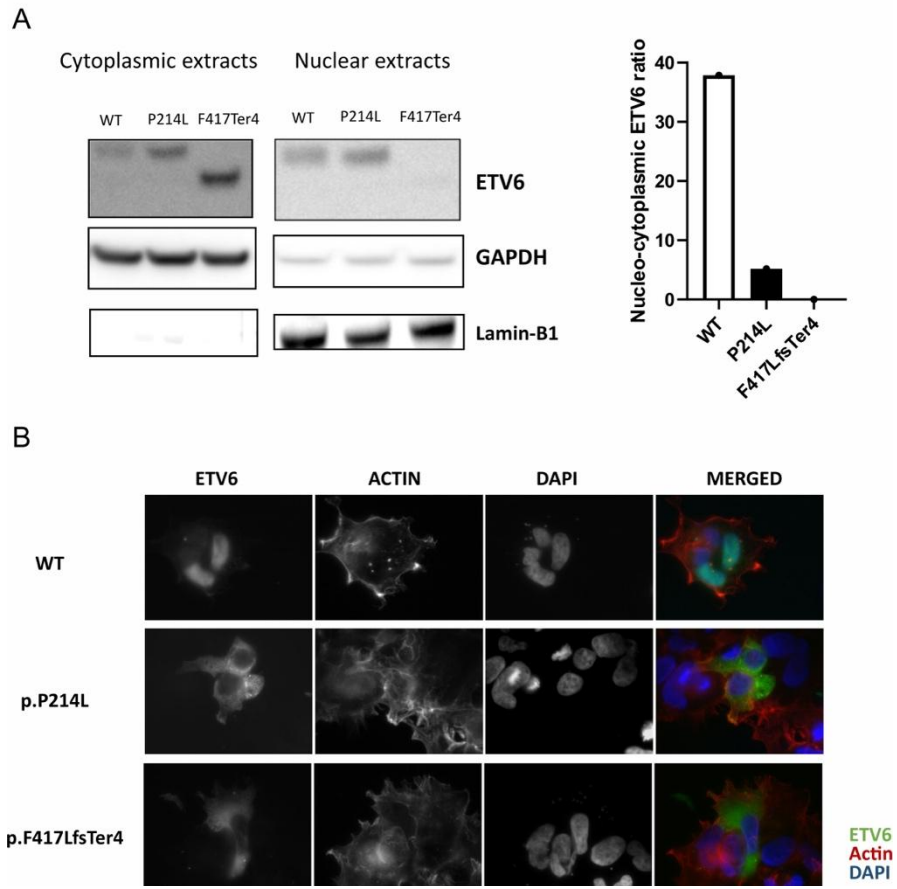 A
Cytoplasmic extracts
Nuclear extracts
WT P214L F417Ter4
WT P214L F417Ter4
ETV6
GAPDH
Lamin-B1
Nucleo-cytoplasmic ETV6 ratio
40
30
20
10
0
WT
P214L
F417LfsTer4
B
ETV6 ACTIN DAPI MERGED
WT
p.P214L
p.F417LfsTer4
ETV6
Actin
DAPI